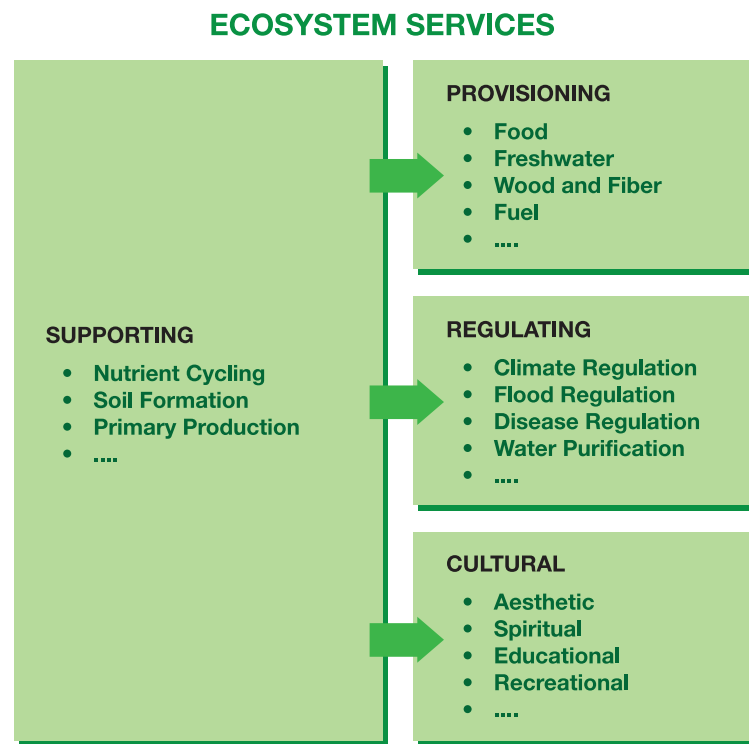 ECOSYSTEM SERVICES
SUPPORTING
• Nutrient Cycling
• Soil Formation
• Primary Production
• ....
PROVISIONING
• Food
• Freshwater
• Wood and Fiber
• Fuel
• ....
REGULATING
• Climate Regulation
• Flood Regulation
• Disease Regulation
• Water Purification
• ....
CULTURAL
• Aesthetic
• Spiritual
• Educational
• Recreational
• ....